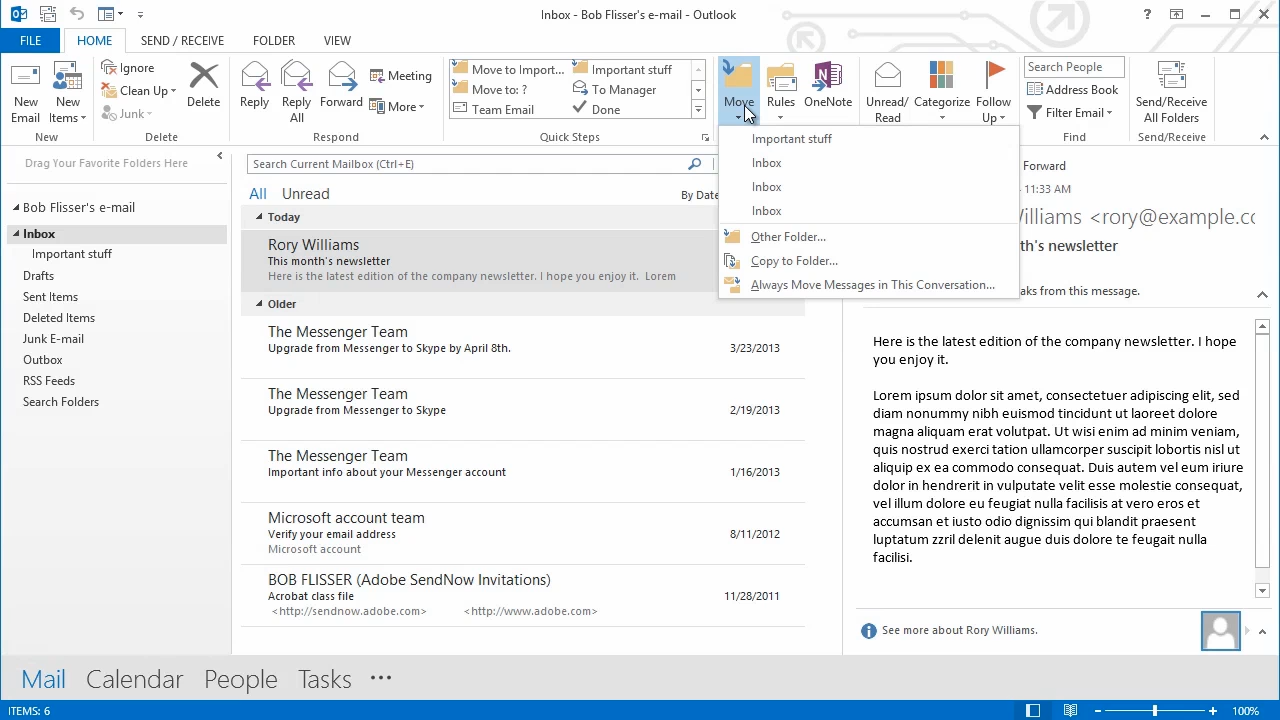 Inbox - Bob Flisser's e-mail - Outlook
FILE
HOME
SEND / RECEIVE
FOLDER
VIEW
New Email
New Items
New
Ignore
Clean Up
Junk
Delete
Delete
Reply
Reply All
Forward
Meeting
More
Respond
Move to Import...
Move to: ?
Team Email
Important stuff
To Manager
Done
Quick Steps
Move
Rules
OneNote
Unread/ Read
Categorize
Follow Up
Search People
Address Book
Filter Email
Find
Send/Receive All Folders
Send/Receive
Important stuff
Inbox
Inbox
Inbox
Other Folder...
Copy to Folder...
Always Move Messages in This Conversation...
Drag Your Favorite Folders Here
Bob Flisser's e-mail
Inbox
Important stuff
Drafts
Sent Items
Deleted Items
Junk E-mail
Outbox
RSS Feeds
Search Folders
Search Current Mailbox (Ctrl+E)
All
Unread
By Date
Today
Rory Williams
This month's newsletter
Here is the latest edition of the company newsletter. I hope you enjoy it. Lorem
Older
The Messenger Team
Upgrade from Messenger to Skype by April 8th.
3/23/2013
The Messenger Team
Upgrade from Messenger to Skype
2/19/2013
The Messenger Team
Important info about your Messenger account
1/16/2013
Microsoft account team
Verify your email address
8/11/2012
Microsoft account
BOB FLISSER (Adobe SendNow Invitations)
Acrobat class file
11/28/2011
<http://sendnow.adobe.com> <http://www.adobe.com>
Forward
11:33 AM
illiams <rory@example.co
h's newsletter
aks from this message.
Here is the latest edition of the company newsletter. I hope
you enjoy it.
Lorem ipsum dolor sit amet, consectetuer adipiscing elit, sed
diam nonummy nibh euismod tincidunt ut laoreet dolore
magna aliquam erat volutpat. Ut wisi enim ad minim veniam,
quis nostrud exerci tation ullamcorper suscipit lobortis nisl ut
aliquip ex ea commodo consequat. Duis autem vel eum iriure
dolor in hendrerit in vulputate velit esse molestie consequat,
vel illum dolore eu feugiat nulla facilisis at vero eros et
accumsan et iusto odio dignissim qui blandit praesent
luptatum zzril delenit augue duis dolore te feugait nulla
facilisi.
See more about Rory Williams.
Mail
Calendar
People
Tasks
ITEMS: 6
100%